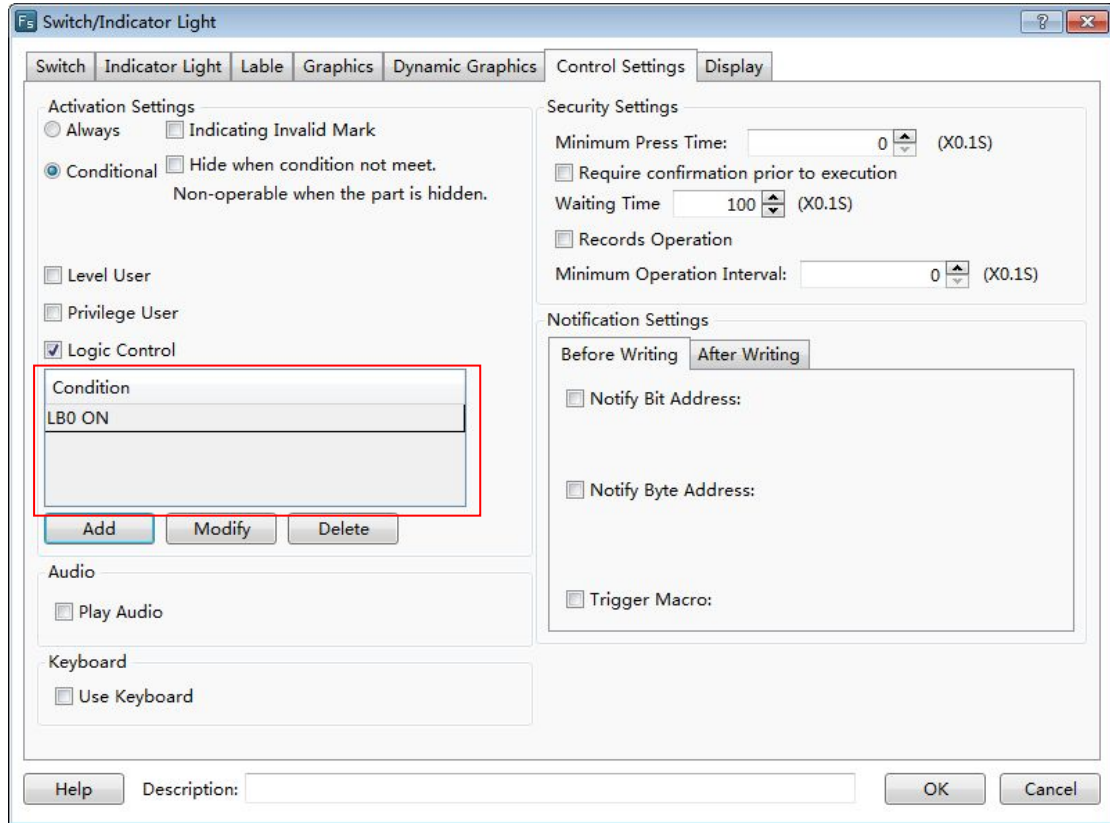 Fs Switch/Indicator Light
Switch Indicator Light Lable Graphics Dynamic Graphics Control Settings Display
Activation Settings
Always Indicating Invalid Mark
Conditional Hide when condition not meet.
Non-operable when the part is hidden.
Level User
Privilege User
Logic Control
Condition
LB0 ON
Add Modify Delete
Audio
Play Audio
Keyboard
Use Keyboard
Security Settings
Minimum Press Time: 0 (X0.1S)
Require confirmation prior to execution
Waiting Time 100 (X0.1S)
Records Operation
Minimum Operation Interval: 0 (X0.1S)
Notification Settings
Before Writing After Writing
Notify Bit Address:
Notify Byte Address:
Trigger Macro:
Help Description: OK Cancel